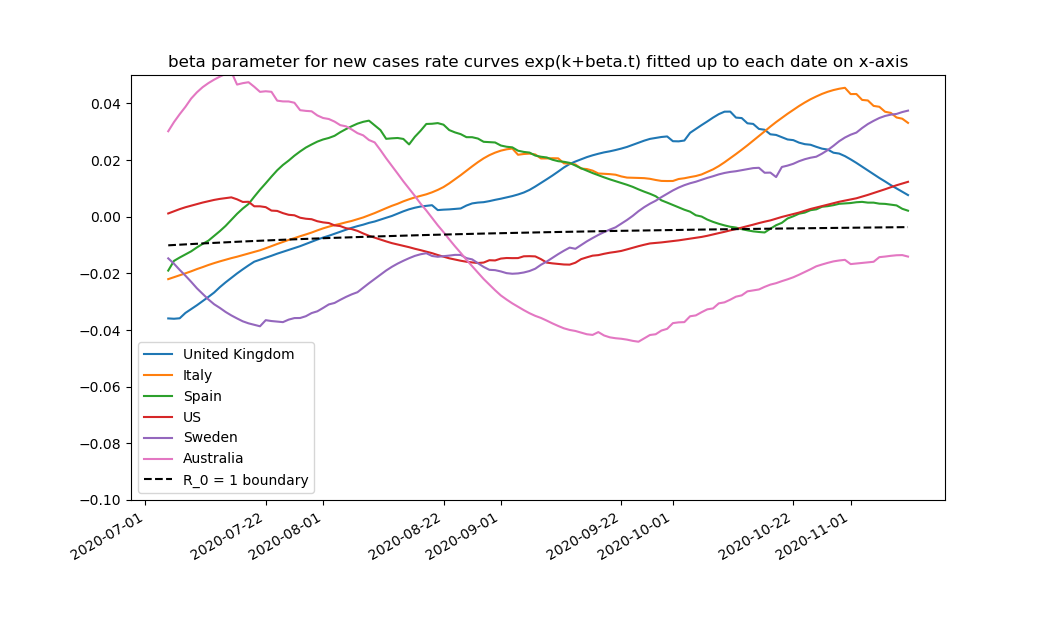 beta parameter for new cases rate curves exp(k+beta.t) fitted up to each date on x-axis
0.04
0.02
0.00
−0.02
−0.04
−0.06
−0.08
−0.10
United Kingdom
Italy
Spain
US
Sweden
Australia
R_0 = 1 boundary
2020-07-01
2020-07-22
2020-08-01
2020-08-22
2020-09-01
2020-09-22
2020-10-01
2020-10-22
2020-11-01